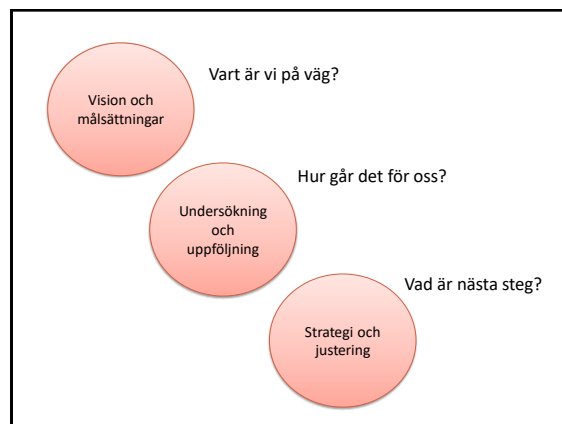 Vart är vi på väg?
Vision och
målsättningar
Hur går det för oss?
Undersökning
och
uppföljning
Vad är nästa steg?
Strategi och
justering